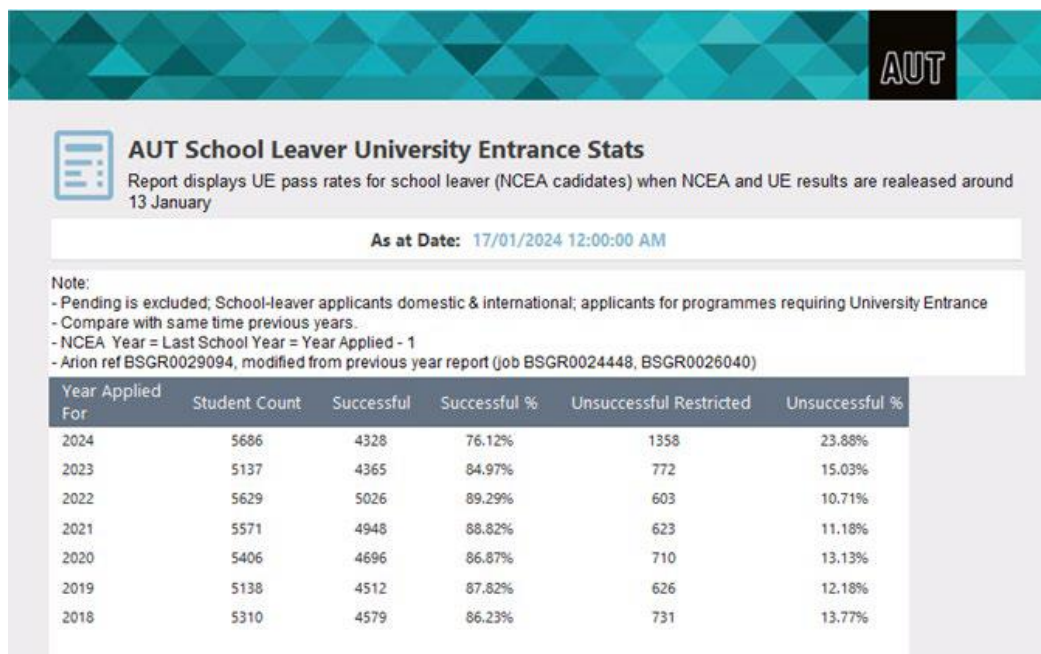 AUT
AUT School Leaver University Entrance Stats
Report displays UE pass rates for school leaver (NCEA cadidates) when NCEA and UE results are realeased around
13 January
As at Date: 17/01/2024 12:00:00 AM
Note:
- Pending is excluded; School-leaver applicants domestic & international; applicants for programmes requiring University Entrance
- Compare with same time previous years.
- NCEA Year = Last School Year = Year Applied - 1
- Arion ref BSGR0029094, modified from previous year report (job BSGR0024448, BSGR0026040)
Year Applied For Student Count Successful Successful % Unsuccessful Restricted Unsuccessful %
2024 5686 4328 76.12% 1358 23.88%
2023 5137 4365 84.97% 772 15.03%
2022 5629 5026 89.29% 603 10.71%
2021 5571 4948 88.82% 623 11.18%
2020 5406 4696 86.87% 710 13.13%
2019 5138 4512 87.82% 626 12.18%
2018 5310 4579 86.23% 731 13.77%